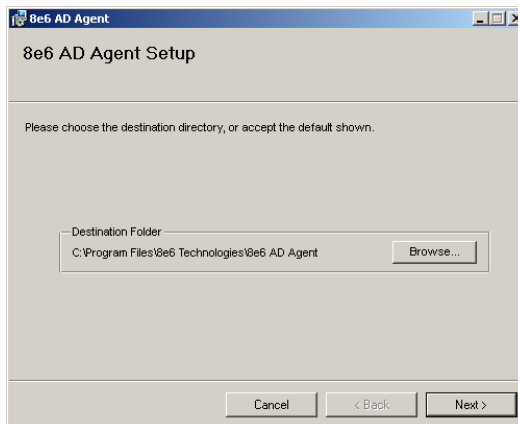 8e6 AD Agent
8e6 AD Agent Setup
Please choose the destination directory, or accept the default shown.
Destination Folder
C:\Program Files\8e6 Technologies\8e6 AD Agent
Browse...
Cancel
< Back
Next >